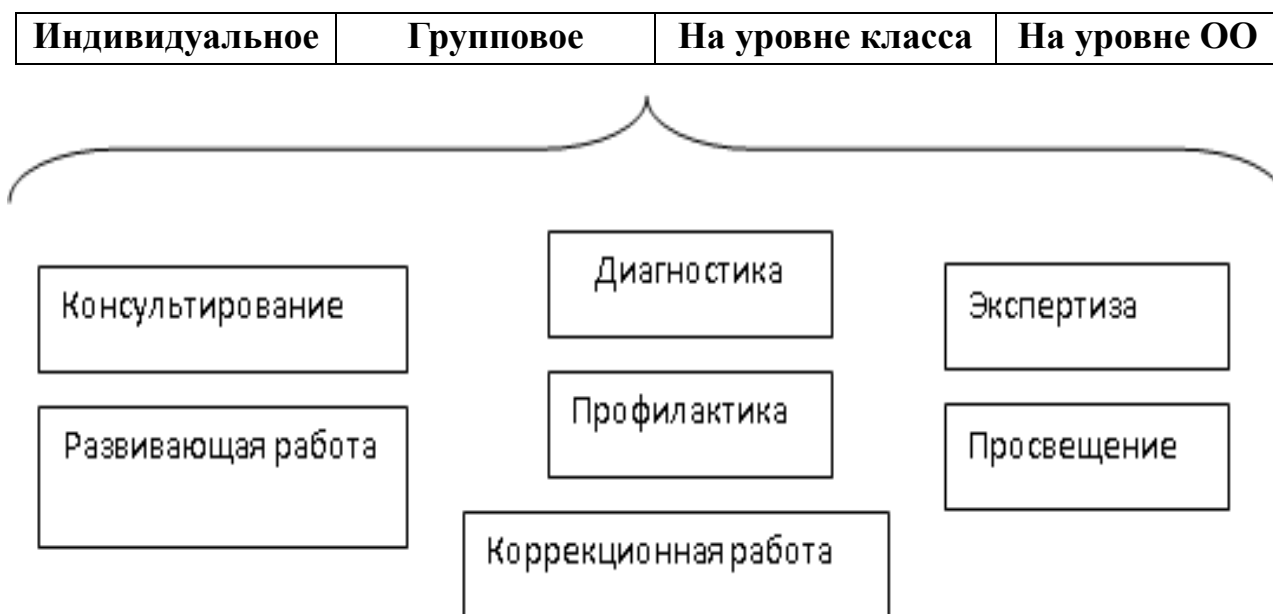 Индивидуальное Групповое На уровне класса На уровне ОО
Диагностика
Консультирование
Экспертиза
Профилактика
Развивающая работа
Просвещение
Коррекционная работа